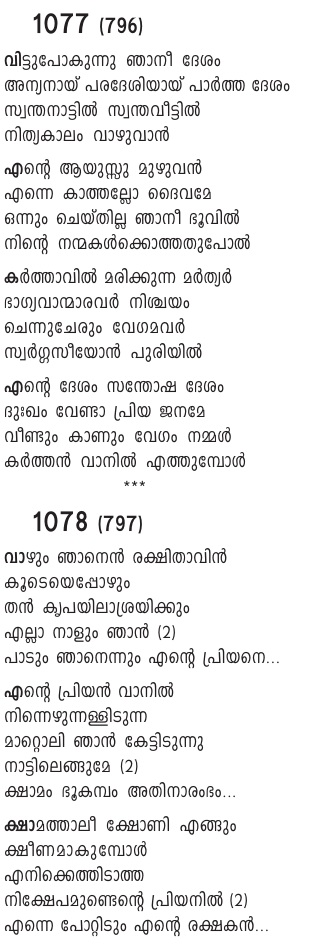 1077 (796)
വിട്ടുപോകുന്നു ഞാനീ ദേശം
അന്യനായ് പരദേശിയായ് പാർത്ത ദേശം
സ്വന്തനാട്ടിൽ സ്വന്തവീട്ടിൽ
നിത്യകാലം വാഴുവാൻ
എന്റെ ആയുസ്സു മുഴുവൻ
എന്നെ കാത്തല്ലോ ദൈവമേ
ഒന്നും ചെയ്തില്ല ഞാനീ ഭൂവിൽ
നിന്റെ നന്മകൾക്കൊത്തതുപോൽ
കർത്താവിൽ മരിക്കുന്ന മർത്യർ
ഭാഗ്യവാന്മാരവർ നിശ്ചയം
ചെന്നുചേരും വേഗമവർ
സ്വർഗ്ഗസീയോൻ പുരിയിൽ
എന്റെ ദേശം സന്തോഷ ദേശം
ദുഃഖം വേണ്ടാ പ്രിയ ജനമേ
വീണ്ടും കാണും വേഗം നമ്മൾ
കർത്തൻ വാനിൽ എത്തുമ്പോൾ
***
1078 (797)
വാഴും ഞാനെൻ രക്ഷിതാവിൻ
കൂടെയെപ്പോഴും
തൻ കൃപയിലാശ്രയിക്കും
എല്ലാ നാളും ഞാൻ (2)
പാടും ഞാനെന്നും എന്റെ പ്രിയനെ...
എന്റെ പ്രിയൻ വാനിൽ
നിന്നെഴുന്നള്ളിടുന്ന
മാറ്റൊലി ഞാൻ കേട്ടിടുന്നു
നാട്ടിലെങ്ങുമേ (2)
ക്ഷാമം ഭൂകമ്പം അതിനാരംഭം...
ക്ഷാമത്താലീ ക്ഷോണി എങ്ങും
ക്ഷീണമാകുമ്പോൾ
എനിക്കെത്തിടാത്ത
നിക്ഷേപമുണ്ടെന്റെ പ്രിയനിൽ (2)
എന്നെ പോറ്റിടും എന്റെ രക്ഷകൻ...